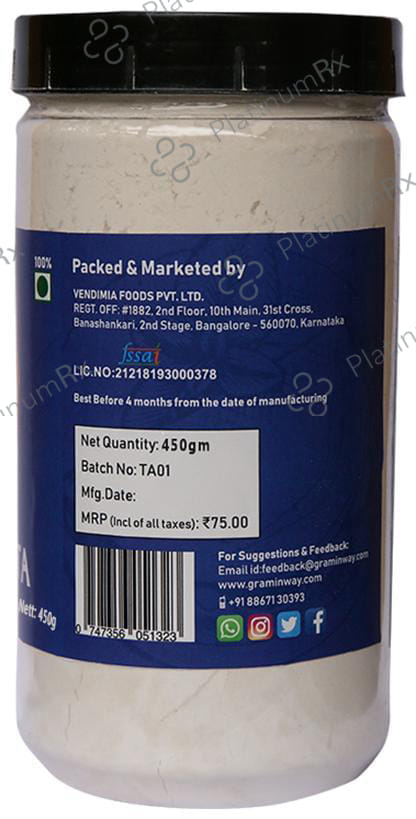 100%
Packed & Marketed by
VENDIMIA FOODS PVT. LTD.
REGT. OFF: #1882, 2nd Floor, 10th Main, 31st Cross,
Banashankari, 2nd Stage, Bangalore - 560070, Karnataka
fssai
LIC.NO:21218193000378
Best Before 4 months from the date of manufacturing
Net Quantity: 450gm
Batch No: TA01
Mfg.Date:
MRP (Incl of all taxes): ₹75.00
TA
Nett: 450g
0 747356 051323
For Suggestions & Feedback:
Email id:feedback@graminway.com
www.graminway.com
+91 8867130393
PlatinumRx